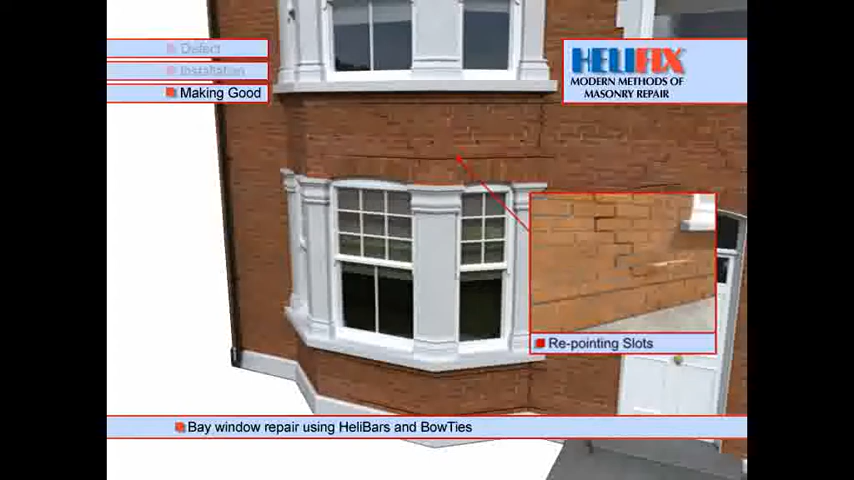 Defect
Installation
Making Good
HELIFIX
MODERN METHODS OF
MASONRY REPAIR
Re-pointing Slots
Bay window repair using HeliBars and BowTies